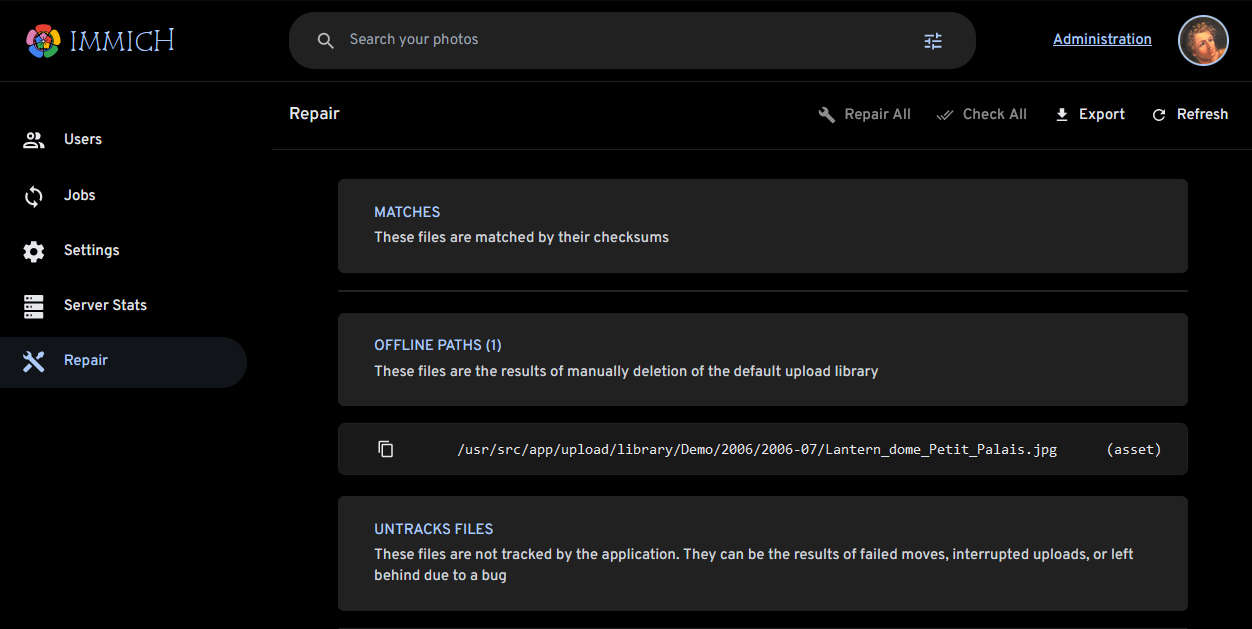 IMMICH
Search your photos
Administration
Users
Jobs
Settings
Server Stats
Repair
Repair
Repair All
Check All
Export
Refresh
MATCHES
These files are matched by their checksums
OFFLINE PATHS (1)
These files are the results of manually deletion of the default upload library
/usr/src/app/upload/library/Demo/2006/2006-07/Lantern_dome_Petit_Palais.jpg (asset)
UNTRACKS FILES
These files are not tracked by the application. They can be the results of failed moves, interrupted uploads, or left
behind due to a bug